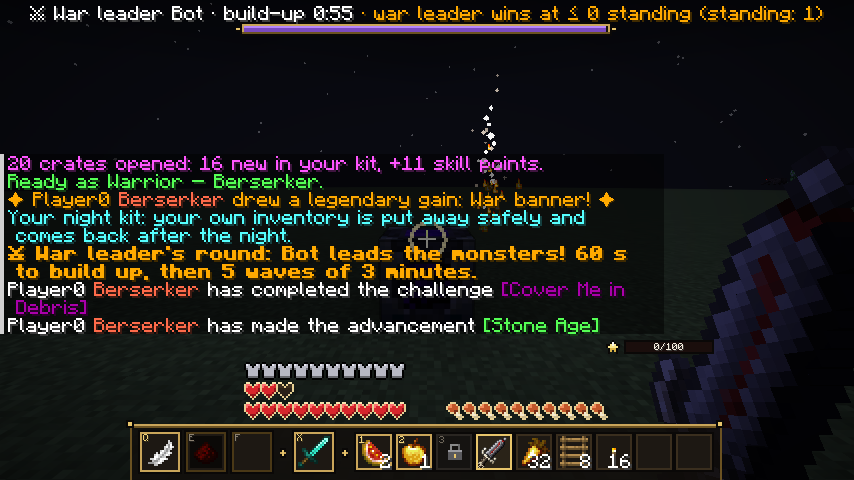 ⚔ War leader Bot · build-up 0:55 · war leader wins at ≤ 0 standing (standing: 1)
20 crates opened: 16 new in your kit, +11 skill points.
Ready as Warrior – Berserker.
✦ Player0 Berserker drew a legendary gain: War banner! ✦
Your night kit: your own inventory is put away safely and
comes back after the night.
⚔ War leader's round: Bot leads the monsters! 60 s
to build up, then 5 waves of 3 minutes.
Player0 Berserker has completed the challenge [Cover Me in
Debris]
Player0 Berserker has made the advancement [Stone Age]
0/100
Q E F X 1 2 3
2 1 32 8 16